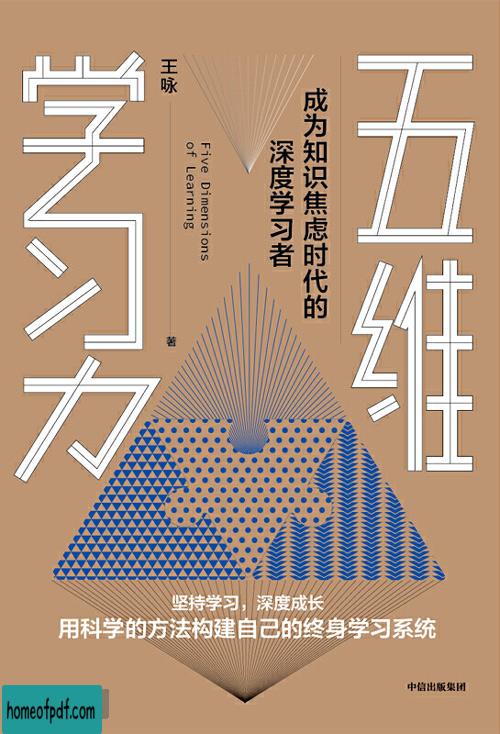 五维
学习力
成为知识焦虑时代的
深度学习者
王咏
著
Five Dimensions
of Learning
坚持学习，深度成长
用科学的方法构建自己的终身学习系统
中信出版集团
homeofpdf.com